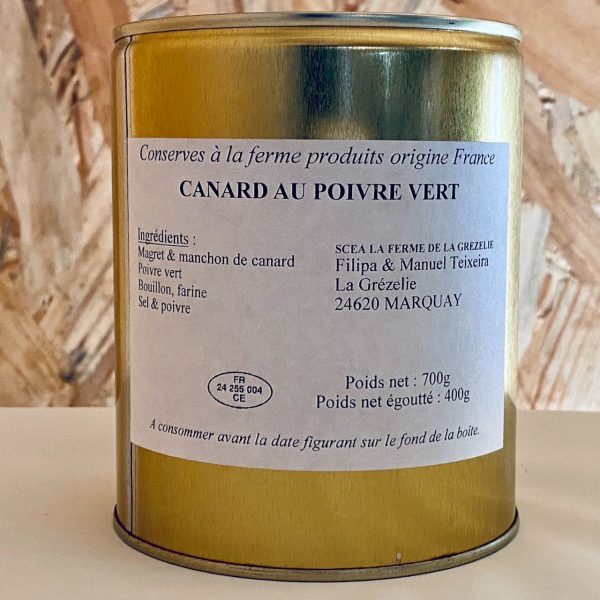 Conserves à la ferme produits origine France
CANARD AU POIVRE VERT
Ingrédients :
Magret & manchon de canard
Poivre vert
Bouillon, farine
Sel & poivre
SCEA LA FERME DE LA GREZELIE
Filipa & Manuel Teixeira
La Grézelie
24620 MARQUAY
FR
24 255 004
CE
Poids net : 700g
Poids net égoutté : 400g
A consommer avant la date figurant sur le fond de la boite.